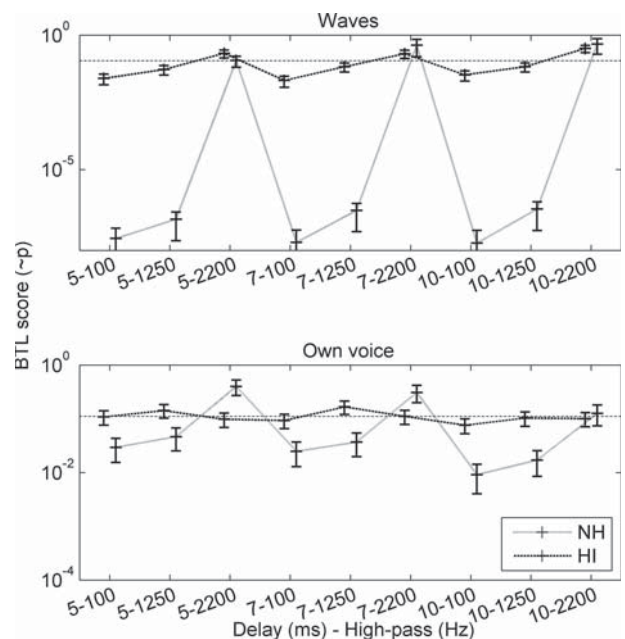 Waves
10^0
10^-5
5-100 5-1250 5-2200 7-100 7-1250 7-2200 10-100 10-1250 10-2200
BTL score (~p)
Own voice
10^0
10^-2
10^-4
NH
HI
5-100 5-1250 5-2200 7-100 7-1250 7-2200 10-100 10-1250 10-2200
Delay (ms) - High-pass (Hz)